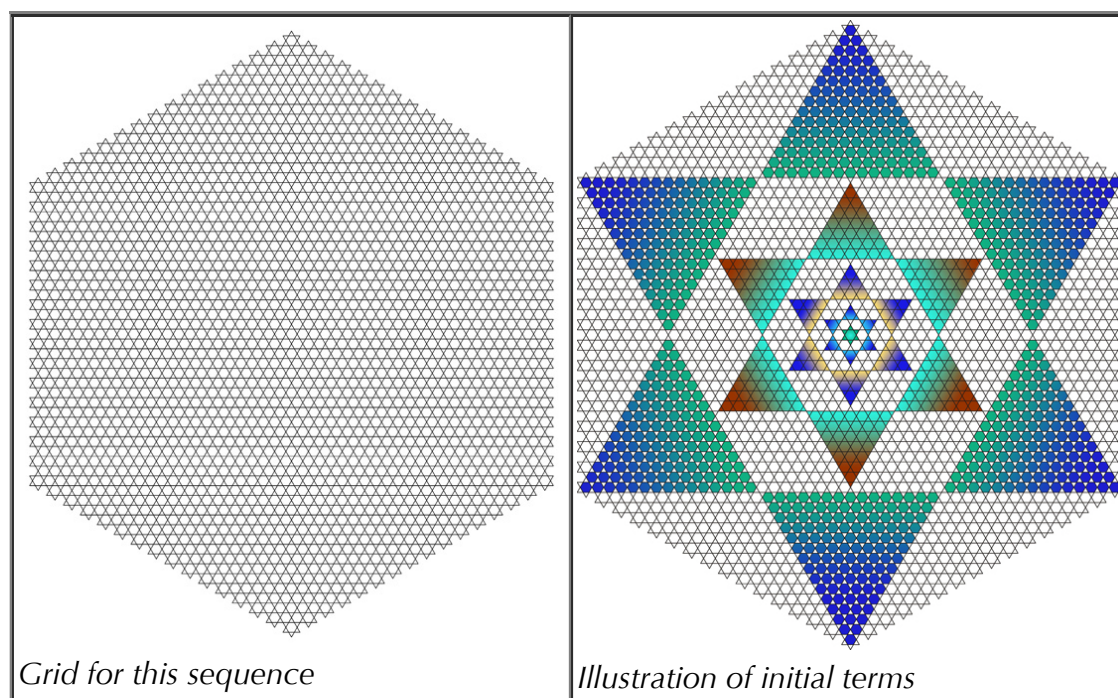 Grid for this sequence
Illustration of initial terms